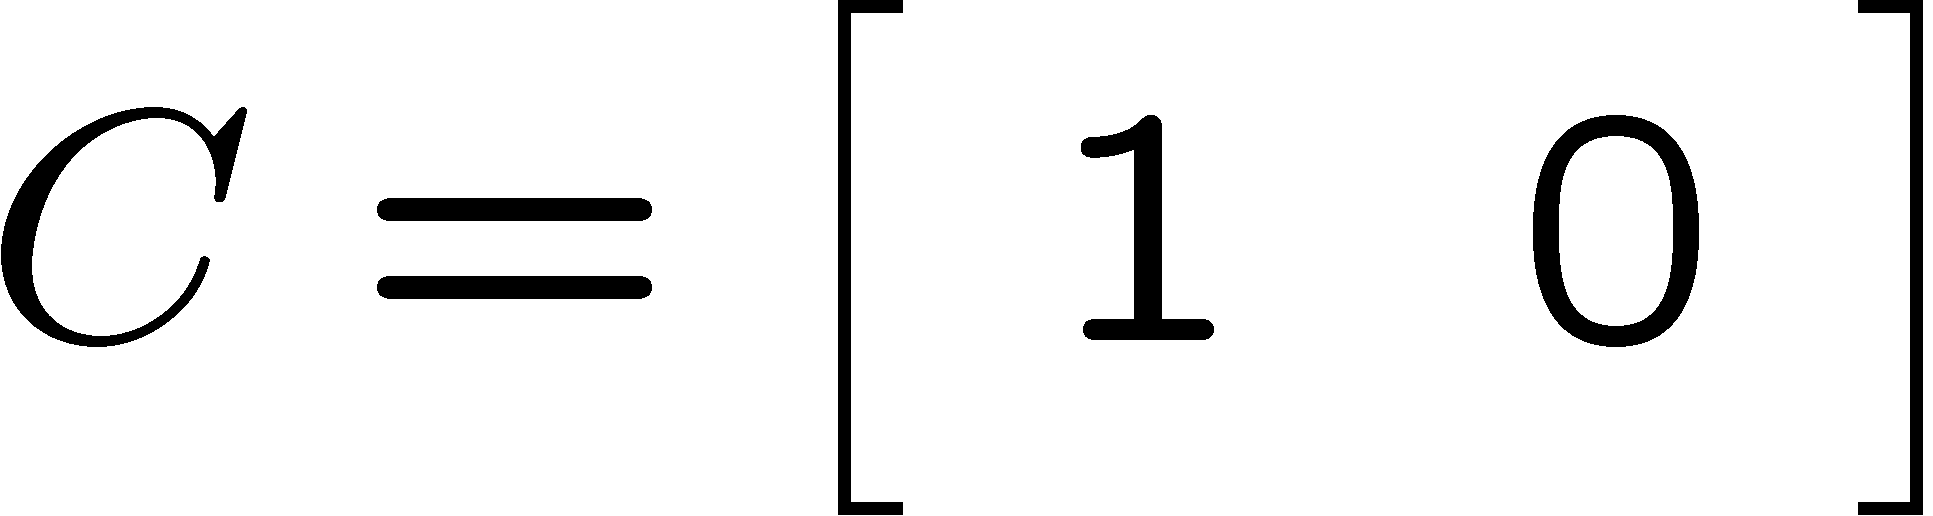 C = [ 1 0 ]